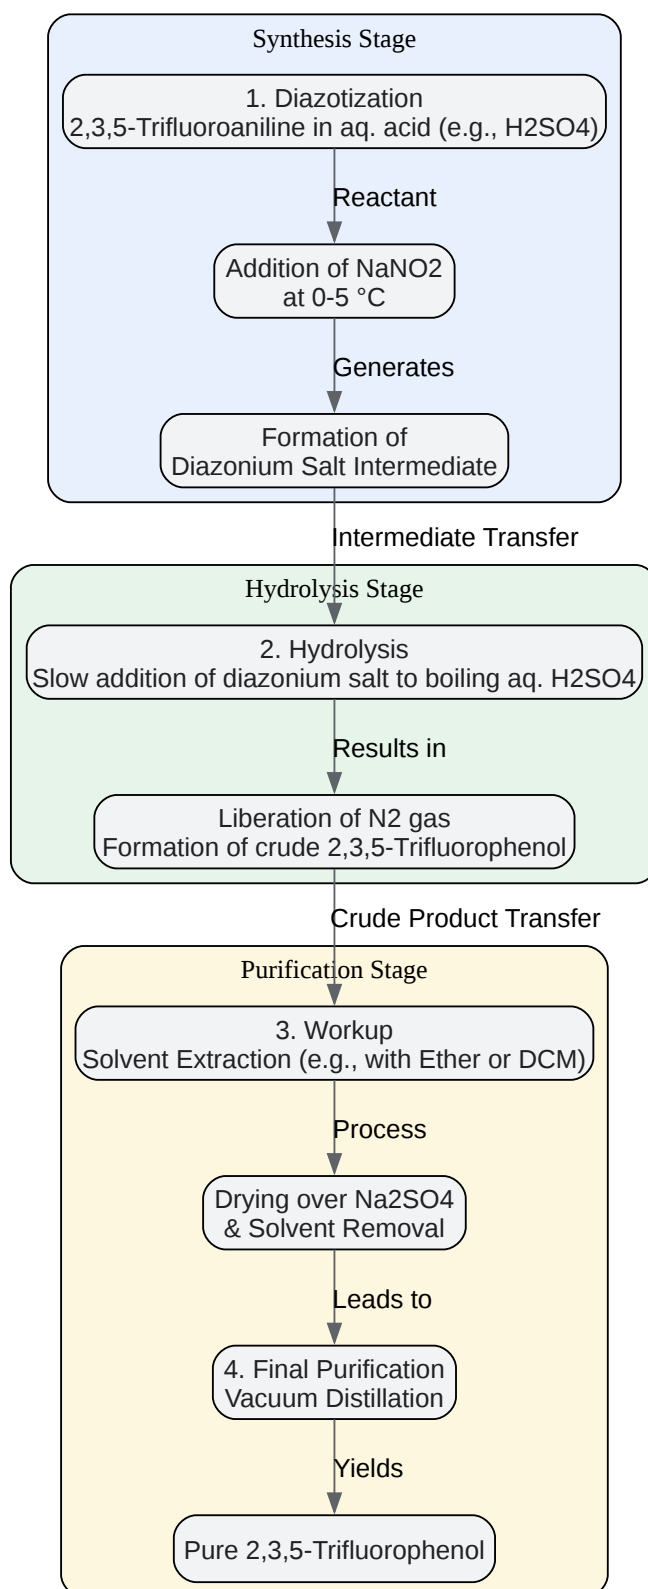 Synthesis Stage
1. Diazotization
2,3,5-Trifluoroaniline in aq. acid (e.g., H2SO4)
Reactant
Addition of NaNO2
at 0-5 °C
Generates
Formation of
Diazonium Salt Intermediate
Intermediate Transfer
Hydrolysis Stage
2. Hydrolysis
Slow addition of diazonium salt to boiling aq. H2SO4
Results in
Liberation of N2 gas
Formation of crude 2,3,5-Trifluorophenol
Crude Product Transfer
Purification Stage
3. Workup
Solvent Extraction (e.g., with Ether or DCM)
Process
Drying over Na2SO4
& Solvent Removal
Leads to
4. Final Purification
Vacuum Distillation
Yields
Pure 2,3,5-Trifluorophenol